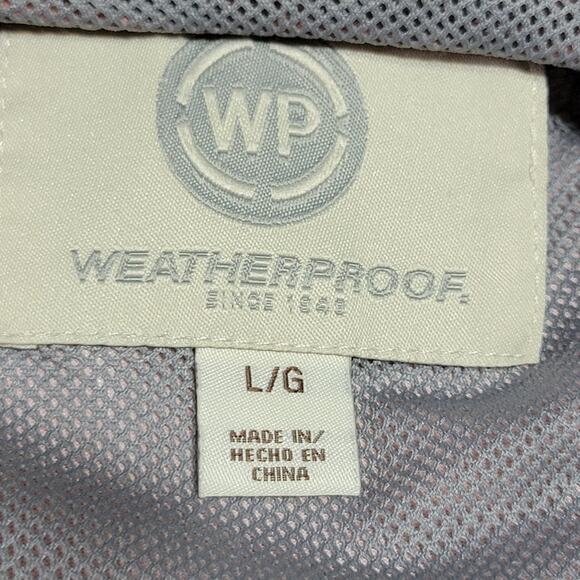 WP
WEATHERPROOF.
SINCE 1948
L/G
MADE IN/
HECHO EN
CHINA